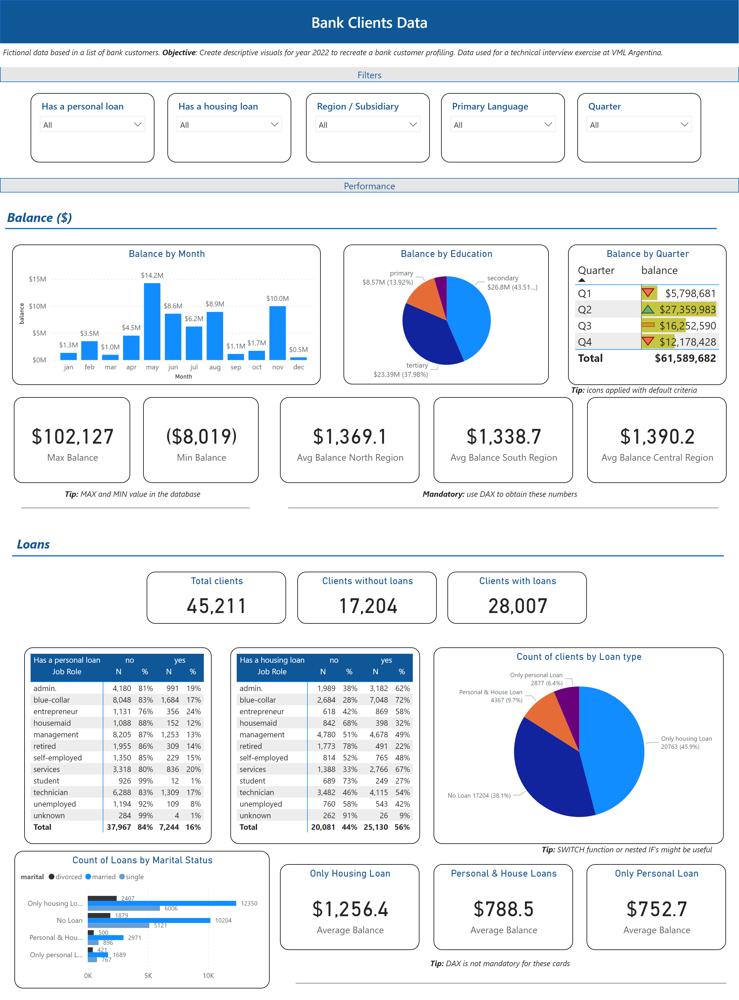 Bank Clients Data
Fictional data based in a list of bank customers. Objective: Create descriptive visuals for year 2022 to recreate a bank customer profiling. Data used for a technical interview exercise at VML Argentina.
Filters
Has a personal loan
All
Has a housing loan
All
Region / Subsidiary
All
Primary Language
All
Quarter
All
Performance
Balance ($)
Balance by Month
balance
$15M
$10M
$5M
$0M
$1.3M
$3.5M
$1.0M
$4.5M
$14.2M
$8.6M
$6.2M
$8.9M
$1.1M
$1.7M
$10.0M
$0.5M
jan feb mar apr may jun jul aug sep oct nov dec
Month
Balance by Education
primary
$8.57M (13.92%)
secondary
$26.8M (43.51...)
tertiary
$23.39M (37.98%)
Balance by Quarter
Quarter balance
Q1 $5,798,681
Q2 $27,359,983
Q3 $16,252,590
Q4 $12,178,428
Total $61,589,682
Tip: icons applied with default criteria
$102,127
Max Balance
($8,019)
Min Balance
$1,369.1
Avg Balance North Region
$1,338.7
Avg Balance South Region
$1,390.2
Avg Balance Central Region
Tip: MAX and MIN value in the database
Mandatory: use DAX to obtain these numbers
Loans
Total clients
45,211
Clients without loans
17,204
Clients with loans
28,007
Has a personal loan no yes
Job Role N % N %
admin. 4,180 81% 991 19%
blue-collar 8,048 83% 1,684 17%
entrepreneur 1,131 76% 356 24%
housemaid 1,088 88% 152 12%
management 8,205 87% 1,253 13%
retired 1,955 86% 309 14%
self-employed 1,350 85% 229 15%
services 3,318 80% 836 20%
student 926 99% 12 1%
technician 6,288 83% 1,309 17%
unemployed 1,194 92% 109 8%
unknown 284 99% 4 1%
Total 37,967 84% 7,244 16%
Has a housing loan no yes
Job Role N % N %
admin. 1,989 38% 3,182 62%
blue-collar 2,684 28% 7,048 72%
entrepreneur 618 42% 869 58%
housemaid 842 68% 398 32%
management 4,780 51% 4,678 49%
retired 1,773 78% 491 22%
self-employed 814 52% 765 48%
services 1,388 33% 2,766 67%
student 689 73% 249 27%
technician 3,482 46% 4,115 54%
unemployed 760 58% 543 42%
unknown 262 91% 26 9%
Total 20,081 44% 25,130 56%
Count of clients by Loan type
Only personal Loan
2877 (6.4%)
Personal & House Loan
4367 (9.7%)
Only housing Loan
20763 (45.9%)
No Loan 17204 (38.1%)
Tip: SWITCH function or nested IF's might be useful
Count of Loans by Marital Status
marital divorced married single
Only housing Lo...
2407
12350
6006
No Loan
1879
10204
5121
Personal & Hou...
500
2971
896
Only personal L...
421
1689
767
0K 5K 10K
Only Housing Loan
$1,256.4
Average Balance
Personal & House Loans
$788.5
Average Balance
Only Personal Loan
$752.7
Average Balance
Tip: DAX is not mandatory for these cards